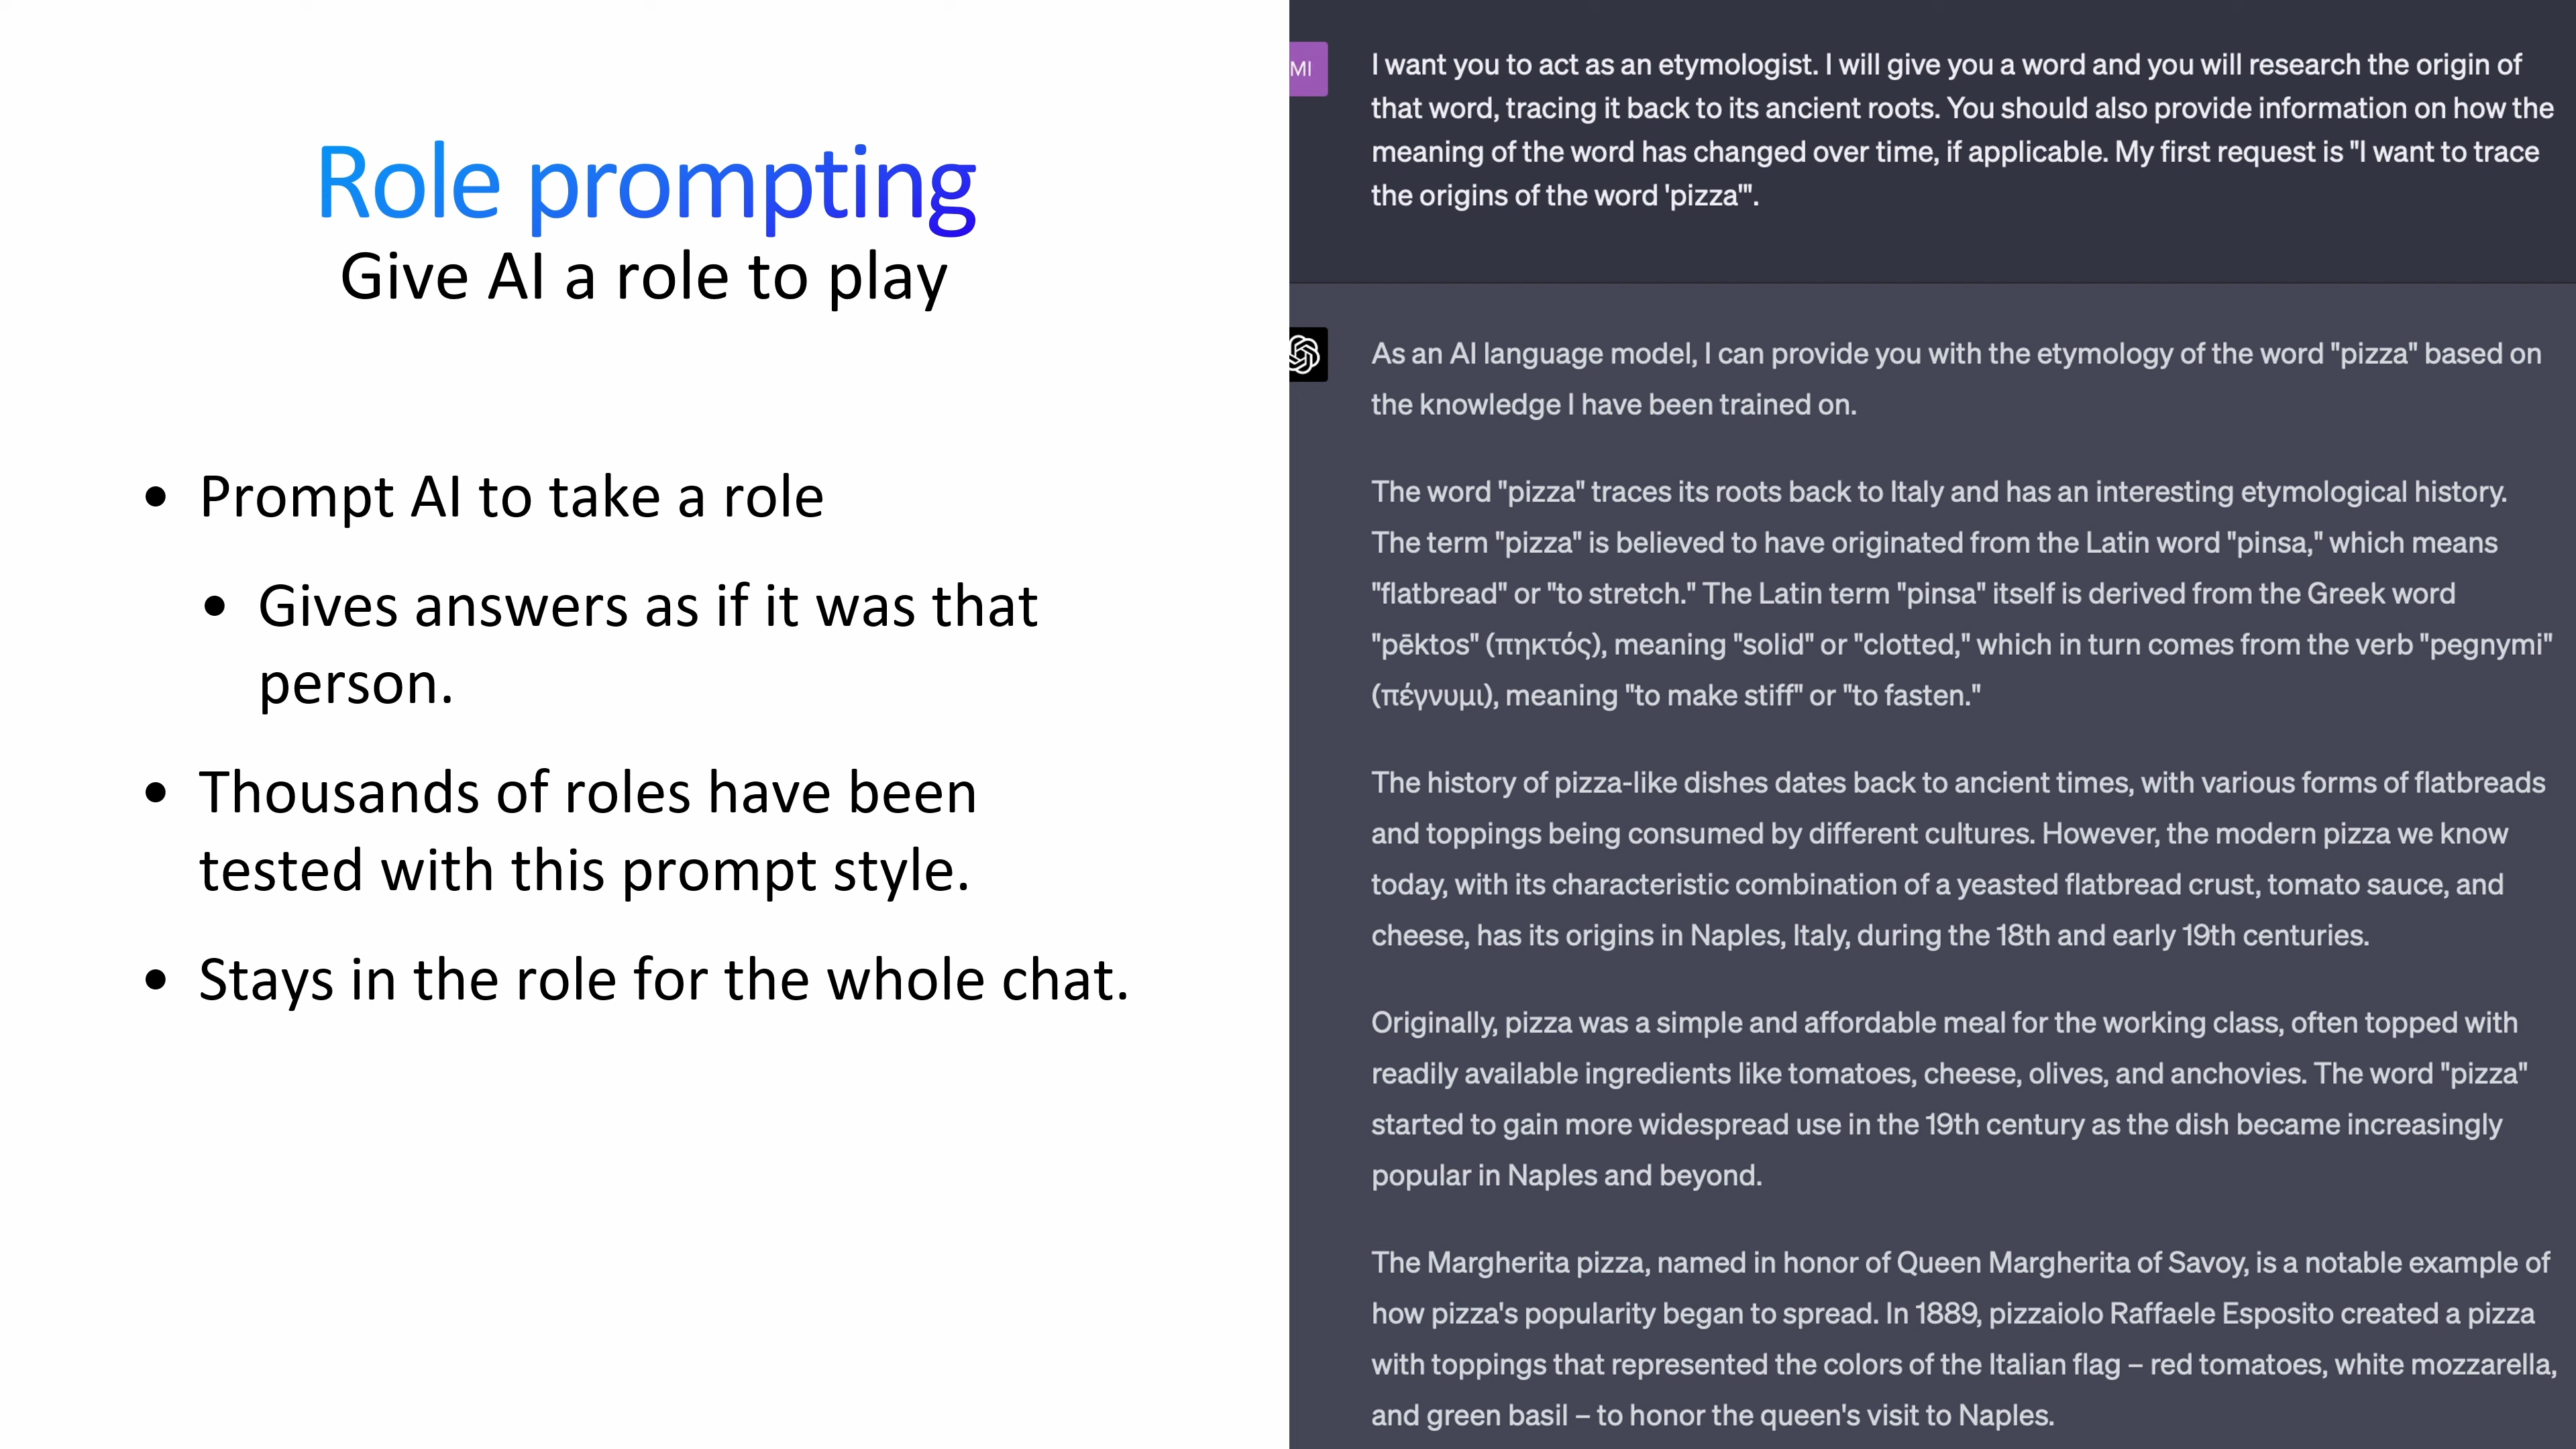 Role prompting
Give AI a role to play
• Prompt AI to take a role
• Gives answers as if it was that
person.
• Thousands of roles have been
tested with this prompt style.
• Stays in the role for the whole chat.
MI
I want you to act as an etymologist. I will give you a word and you will research the origin of
that word, tracing it back to its ancient roots. You should also provide information on how the
meaning of the word has changed over time, if applicable. My first request is "I want to trace
the origins of the word 'pizza'".
As an AI language model, I can provide you with the etymology of the word "pizza" based on
the knowledge I have been trained on.
The word "pizza" traces its roots back to Italy and has an interesting etymological history.
The term "pizza" is believed to have originated from the Latin word "pinsa," which means
"flatbread" or "to stretch." The Latin term "pinsa" itself is derived from the Greek word
"pēktos" (πηκτός), meaning "solid" or "clotted," which in turn comes from the verb "pegnymi"
(πέγνυμι), meaning "to make stiff" or "to fasten."
The history of pizza-like dishes dates back to ancient times, with various forms of flatbreads
and toppings being consumed by different cultures. However, the modern pizza we know
today, with its characteristic combination of a yeasted flatbread crust, tomato sauce, and
cheese, has its origins in Naples, Italy, during the 18th and early 19th centuries.
Originally, pizza was a simple and affordable meal for the working class, often topped with
readily available ingredients like tomatoes, cheese, olives, and anchovies. The word "pizza"
started to gain more widespread use in the 19th century as the dish became increasingly
popular in Naples and beyond.
The Margherita pizza, named in honor of Queen Margherita of Savoy, is a notable example of
how pizza's popularity began to spread. In 1889, pizzaiolo Raffaele Esposito created a pizza
with toppings that represented the colors of the Italian flag – red tomatoes, white mozzarella,
and green basil – to honor the queen's visit to Naples.